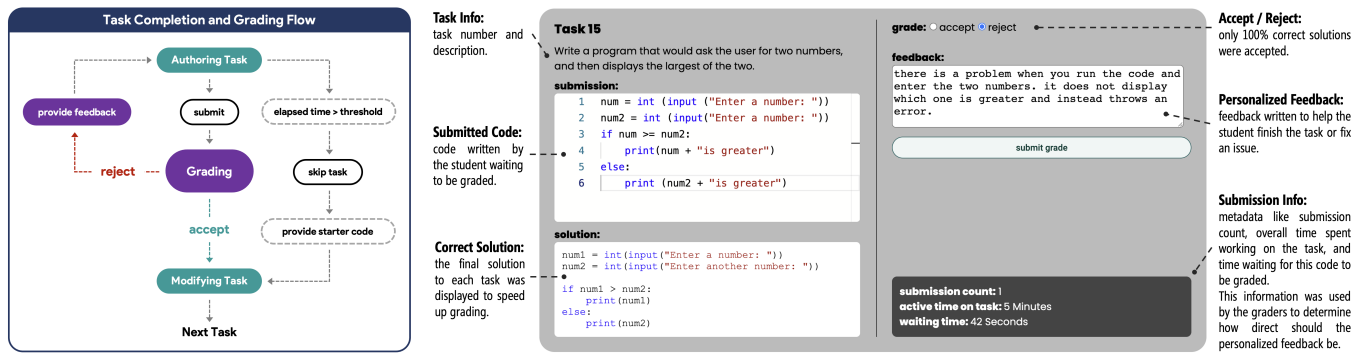 Task Completion and Grading Flow
Authoring Task
provide feedback
submit
elapsed time > threshold
reject
Grading
skip task
accept
provide starter code
Modifying Task
Next Task
Task Info:
task number and
description.
Submitted Code:
code written by
the student waiting
to be graded.
Correct Solution:
the final solution
to each task was
displayed to speed
up grading.
Task 15
Write a program that would ask the user for two numbers,
and then displays the largest of the two.
submission:
1 num = int (input ("Enter a number: "))
2 num2 = int (input("Enter a number: "))
3 if num >= num2:
4 print(num + "is greater")
5 else:
6 print (num2 + "is greater")
solution:
num1 = int(input("Enter a number: "))
num2 = int(input("Enter another number: "))
if num1 > num2:
print(num1)
else:
print(num2)
grade: accept reject
feedback:
there is a problem when you run the code and
enter the two numbers. it does not display
which one is greater and instead throws an
error.
submit grade
submission count: 1
active time on task: 5 Minutes
waiting time: 42 Seconds
Accept / Reject:
only 100% correct solutions
were accepted.
Personalized Feedback:
feedback written to help the
student finish the task or fix
an issue.
Submission Info:
metadata like submission
count, overall time spent
working on the task, and
time waiting for this code to
be graded.
This information was used
by the graders to determine
how direct should the
personalized feedback be.